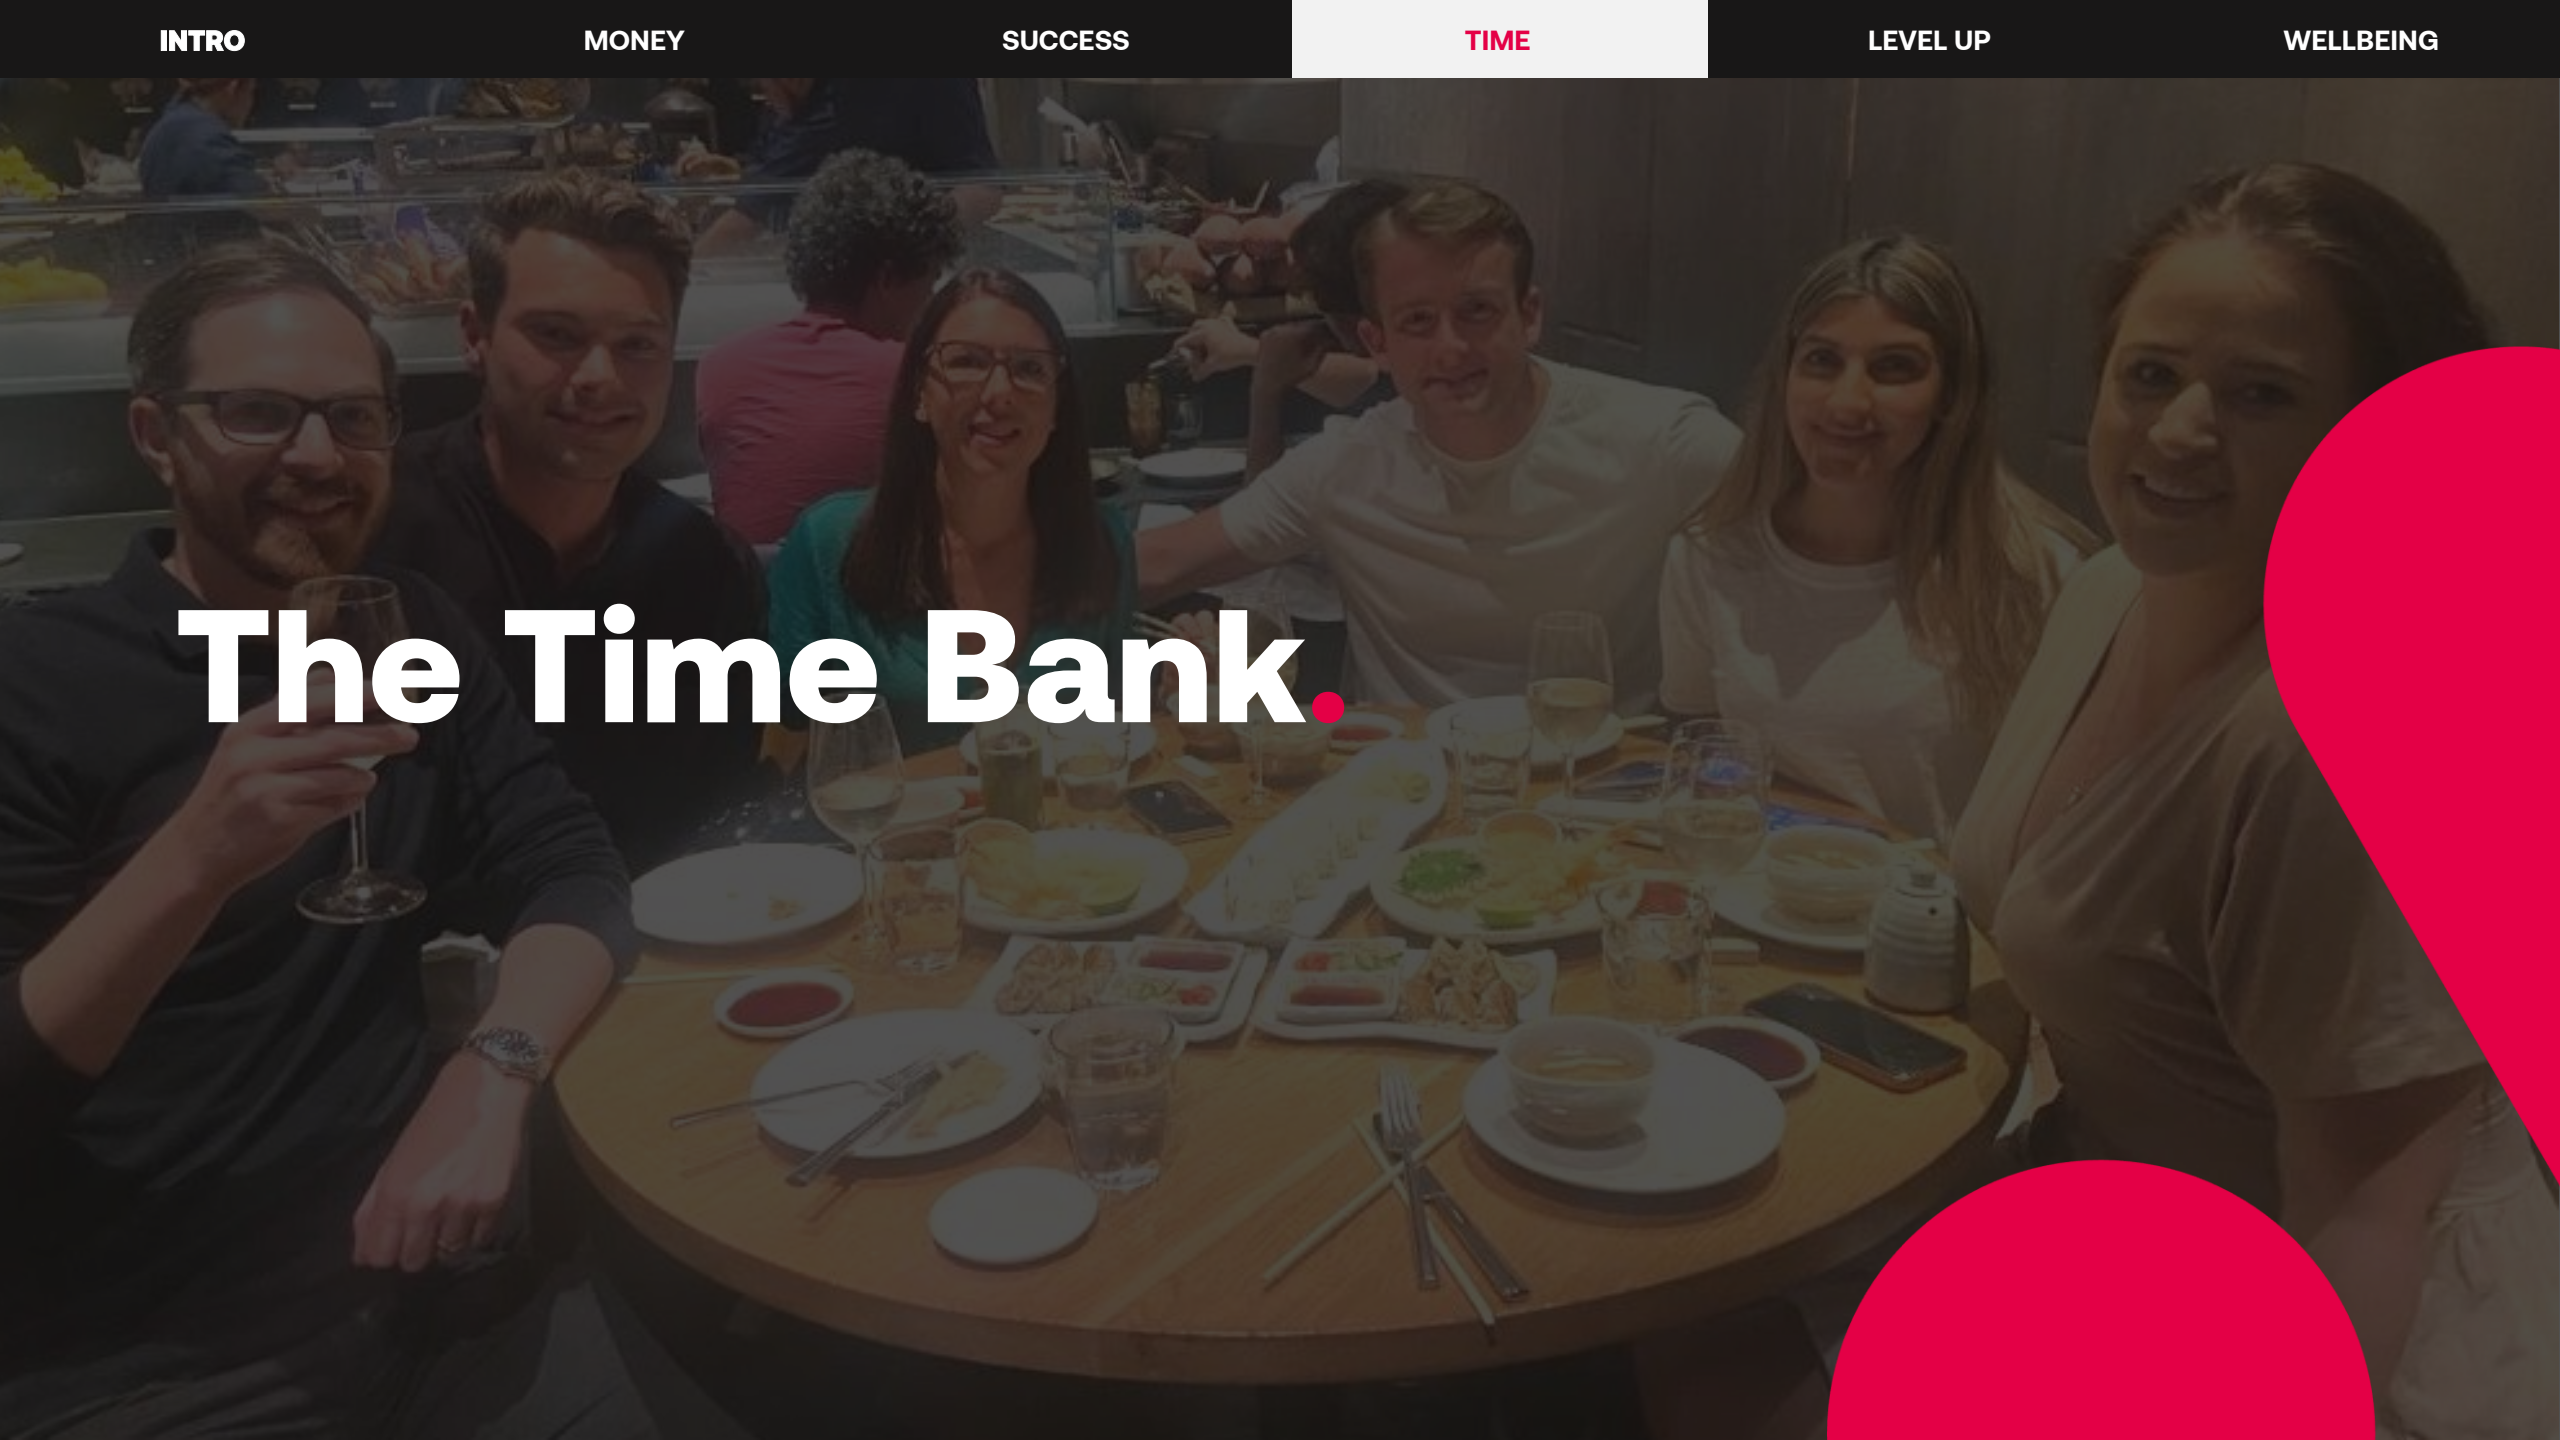 INTRO
MONEY
SUCCESS
TIME
LEVEL UP
WELLBEING
The Time Bank.